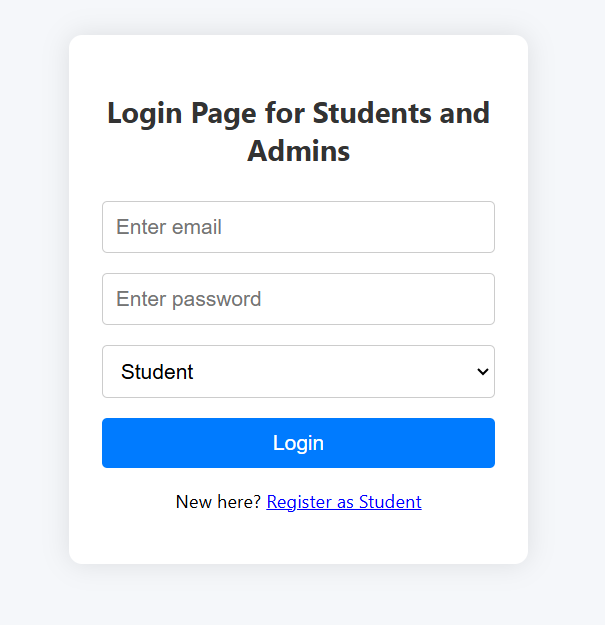 Login Page for Students and
Admins
Enter email
Enter password
Student
Login
New here? Register as Student